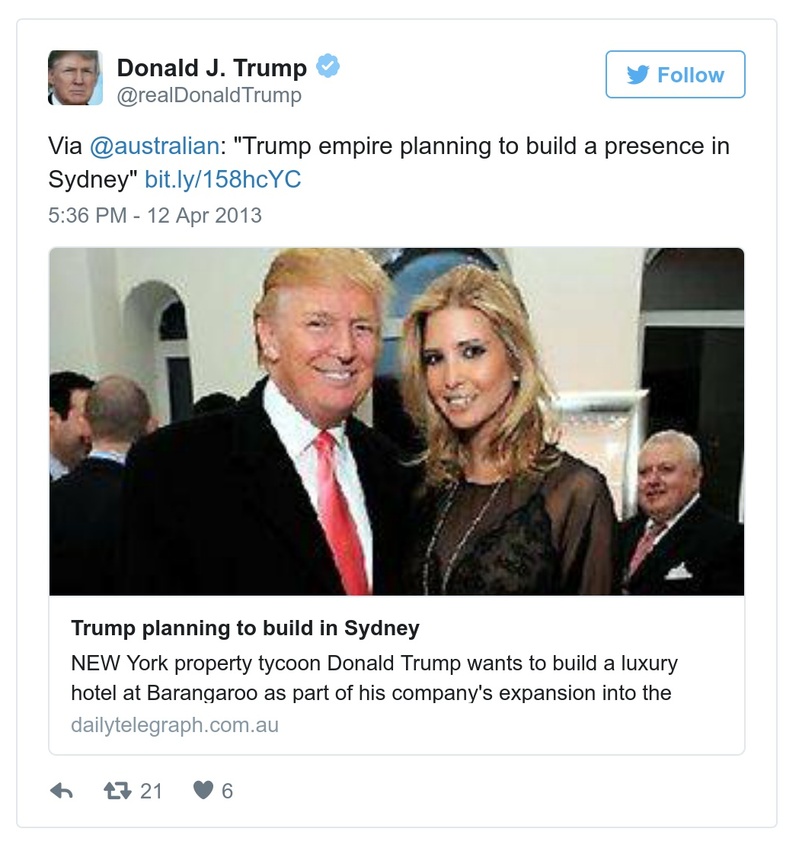 Donald J. Trump
@realDonaldTrump
Follow
Via @australian: "Trump empire planning to build a presence in
Sydney" bit.ly/158hcYC
5:36 PM - 12 Apr 2013
Trump planning to build in Sydney
NEW York property tycoon Donald Trump wants to build a luxury
hotel at Barangaroo as part of his company's expansion into the
dailytelegraph.com.au
21 6